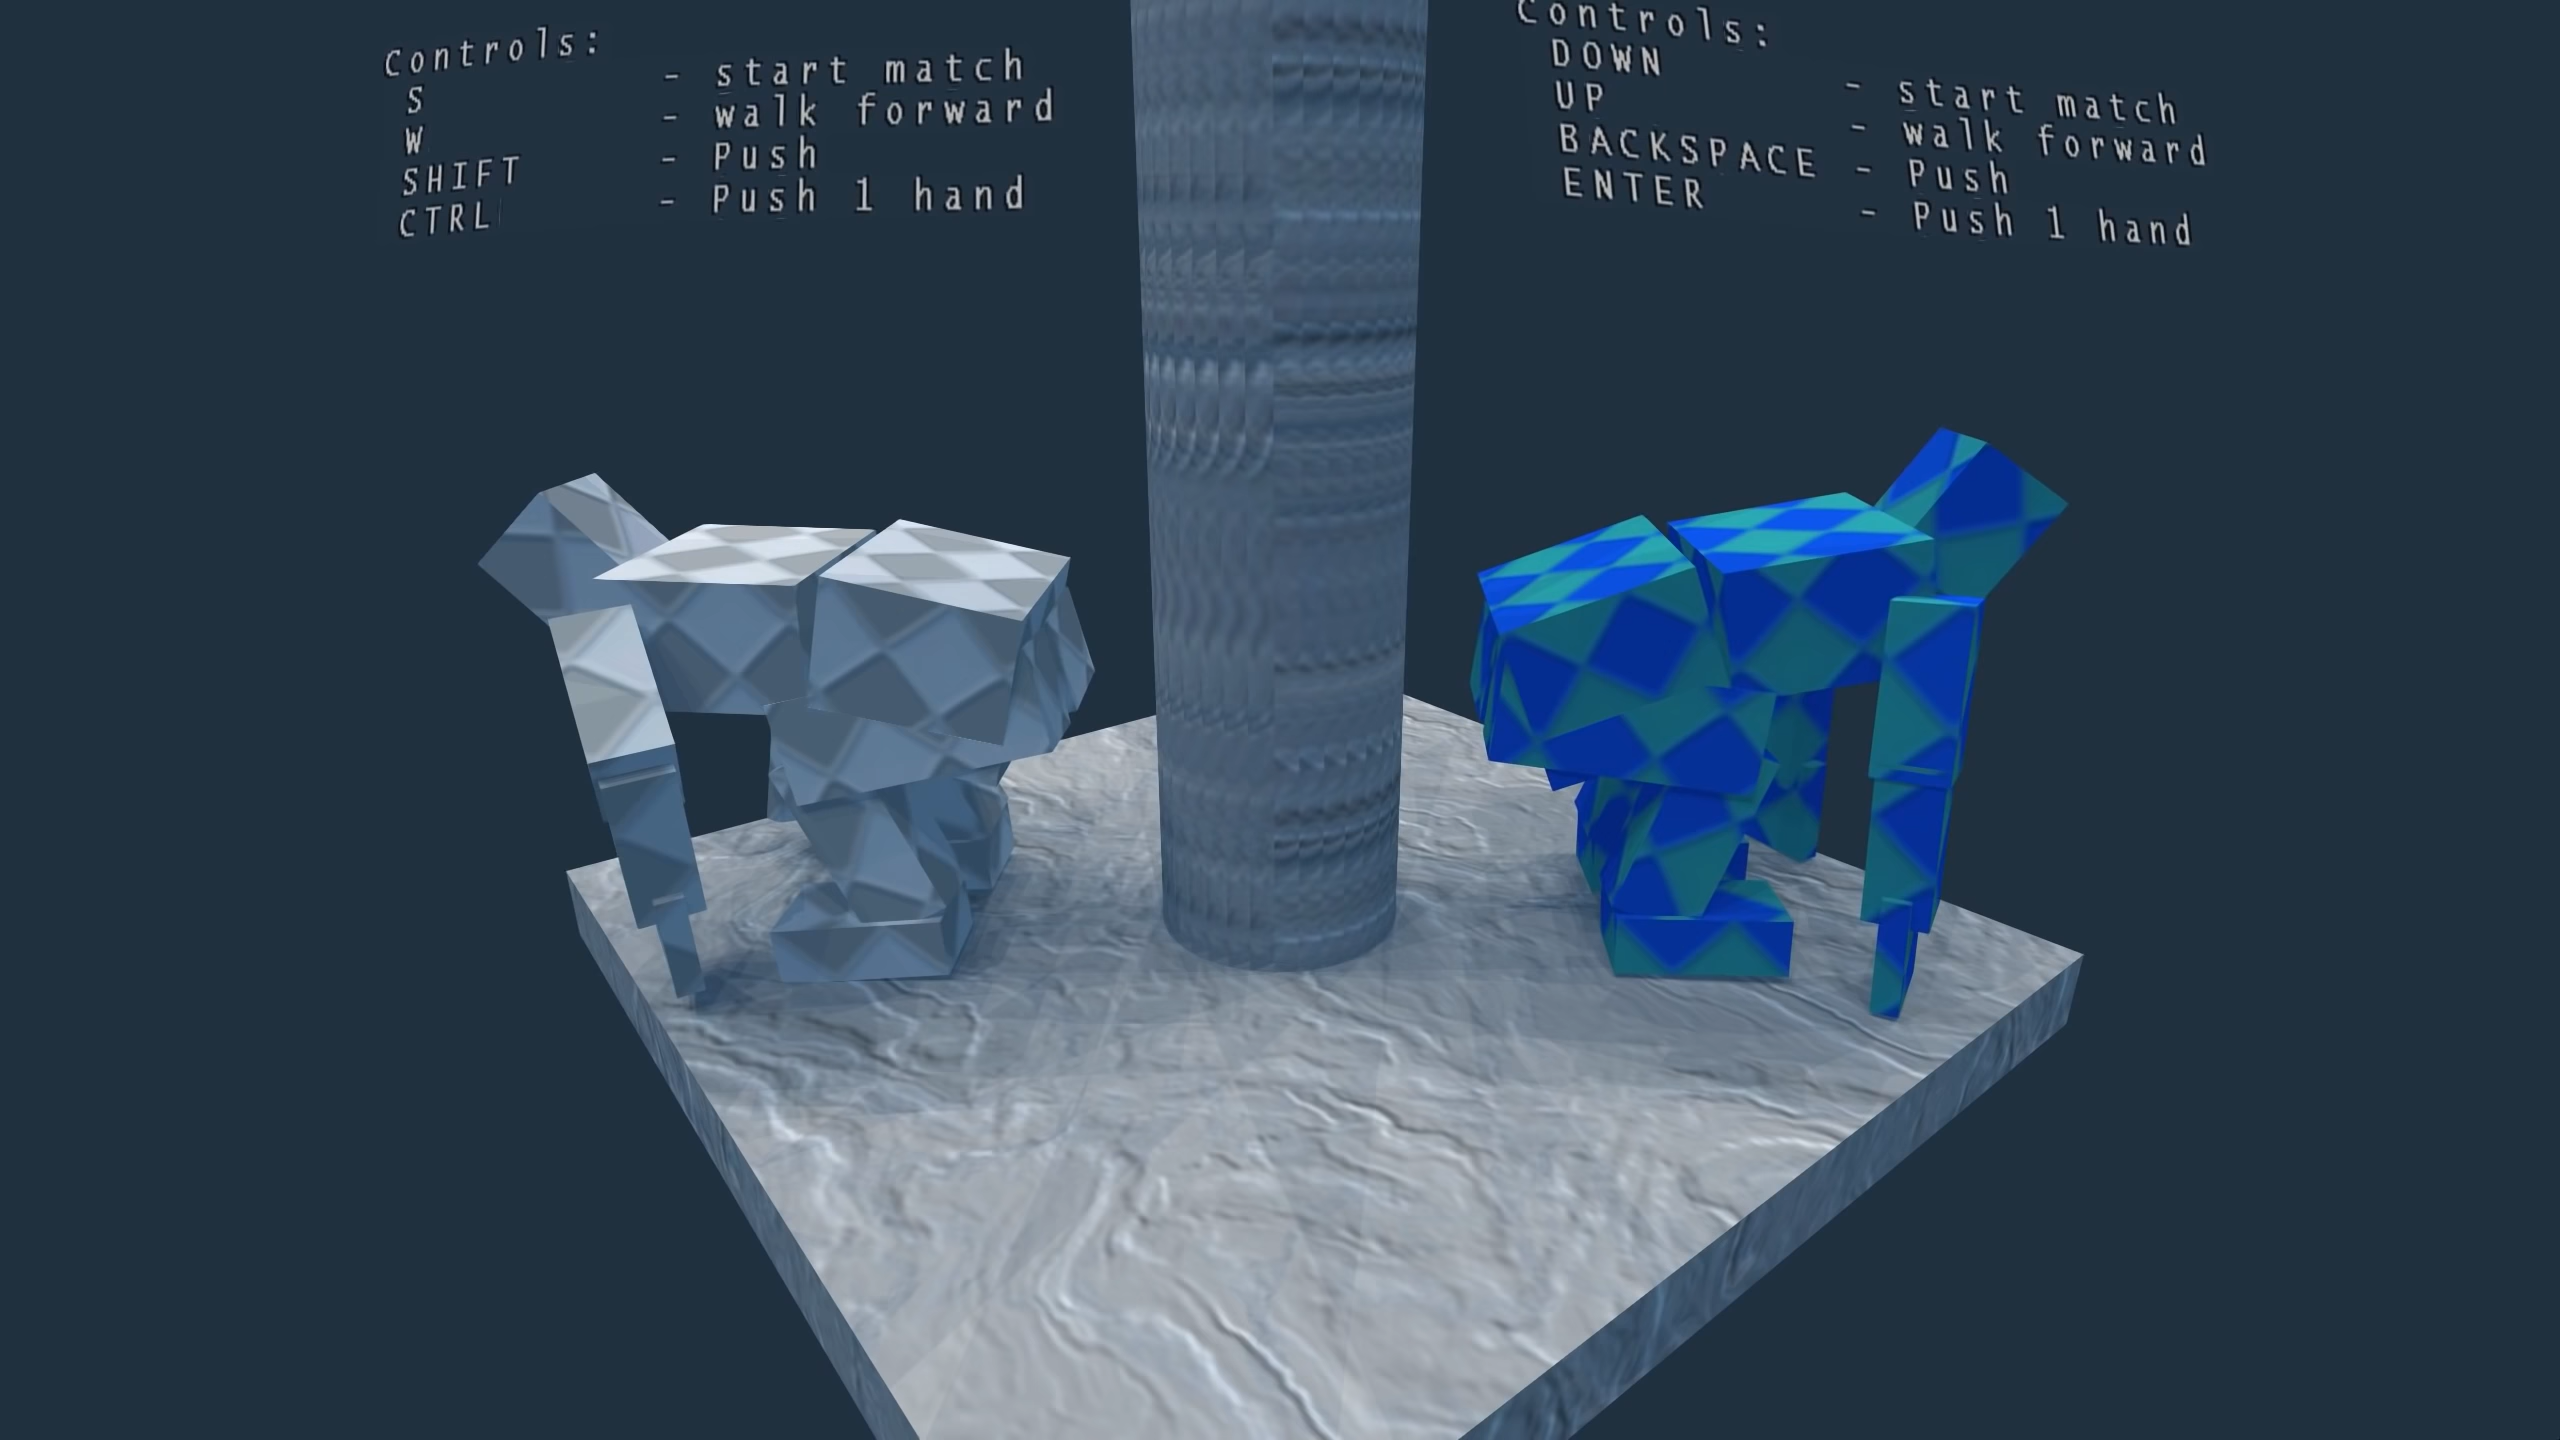 Controls:
S - start match
W - walk forward
SHIFT - Push
CTRL - Push 1 hand
Controls:
DOWN - start match
UP - walk forward
BACKSPACE - Push
ENTER - Push 1 hand